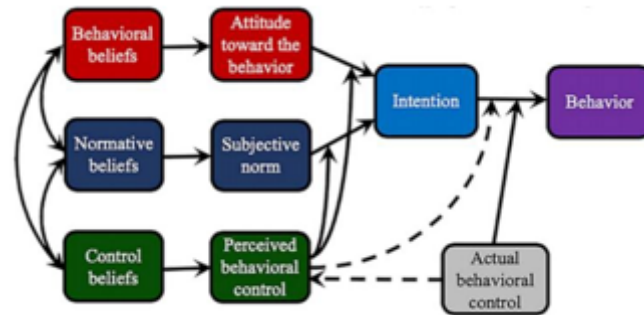 Behavioral
beliefs
Attitude
toward the
behavior
Intention
Behavior
Normative
beliefs
Subjective
norm
Control
beliefs
Perceived
behavioral
control
Actual
behavioral
control